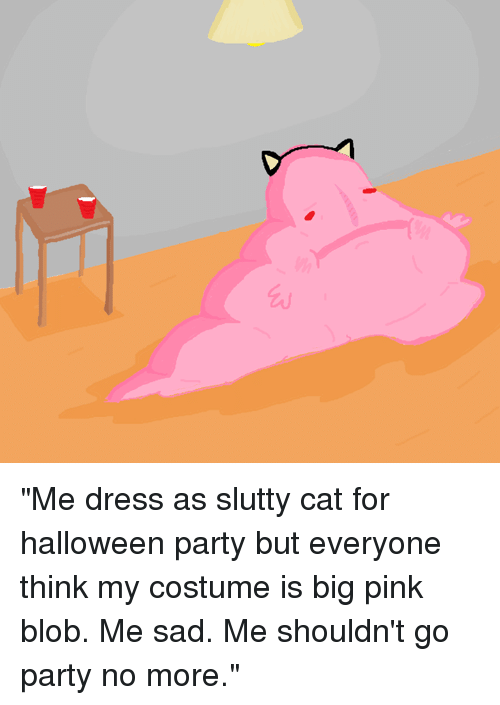 "Me dress as slutty cat for
halloween party but everyone
think my costume is big pink
blob. Me sad. Me shouldn't go
party no more."